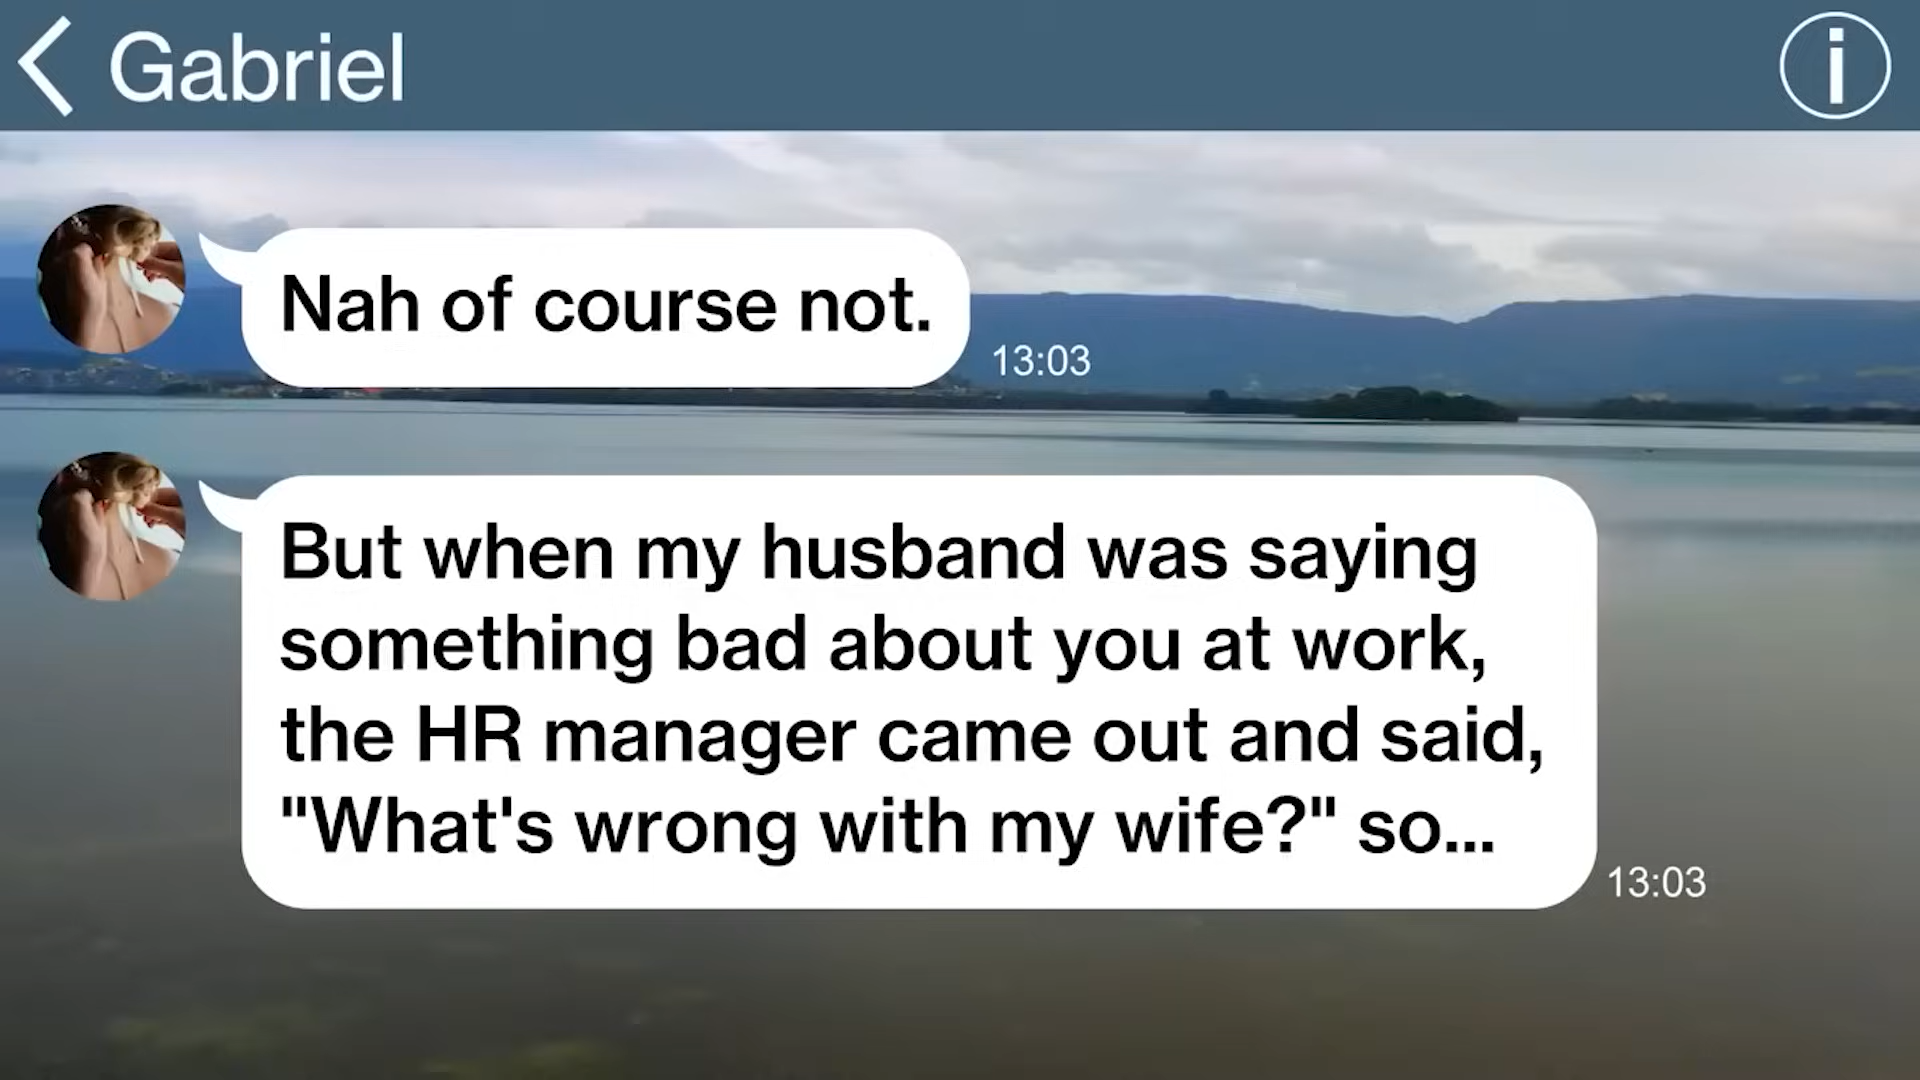 Gabriel
Nah of course not.
13:03
But when my husband was saying
something bad about you at work,
the HR manager came out and said,
"What's wrong with my wife?" so...
13:03